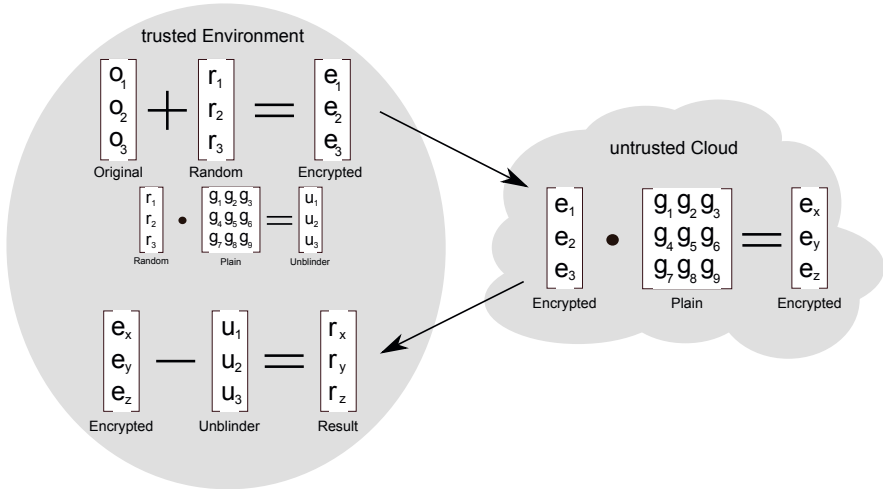 trusted Environment
o1 + r1 = e1
o2 r2 e2
o3 r3 e3
Original Random Encrypted
r1 g1 g2 g3 u1
r2 • g4 g5 g6 = u2
r3 g7 g8 g9 u3
Random Plain Unblinder
ex u1 rx
ey — u2 = ry
ez u3 rz
Encrypted Unblinder Result
untrusted Cloud
e1 g1 g2 g3 ex
e2 • g4 g5 g6 = ey
e3 g7 g8 g9 ez
Encrypted Plain Encrypted